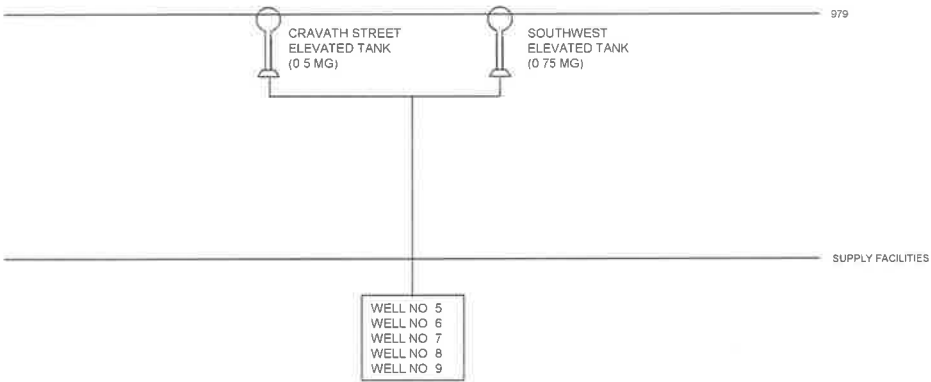 979
CRAVATH STREET
ELEVATED TANK
(0 5 MG)
SOUTHWEST
ELEVATED TANK
(0 75 MG)
SUPPLY FACILITIES
WELL NO 5
WELL NO 6
WELL NO 7
WELL NO 8
WELL NO 9